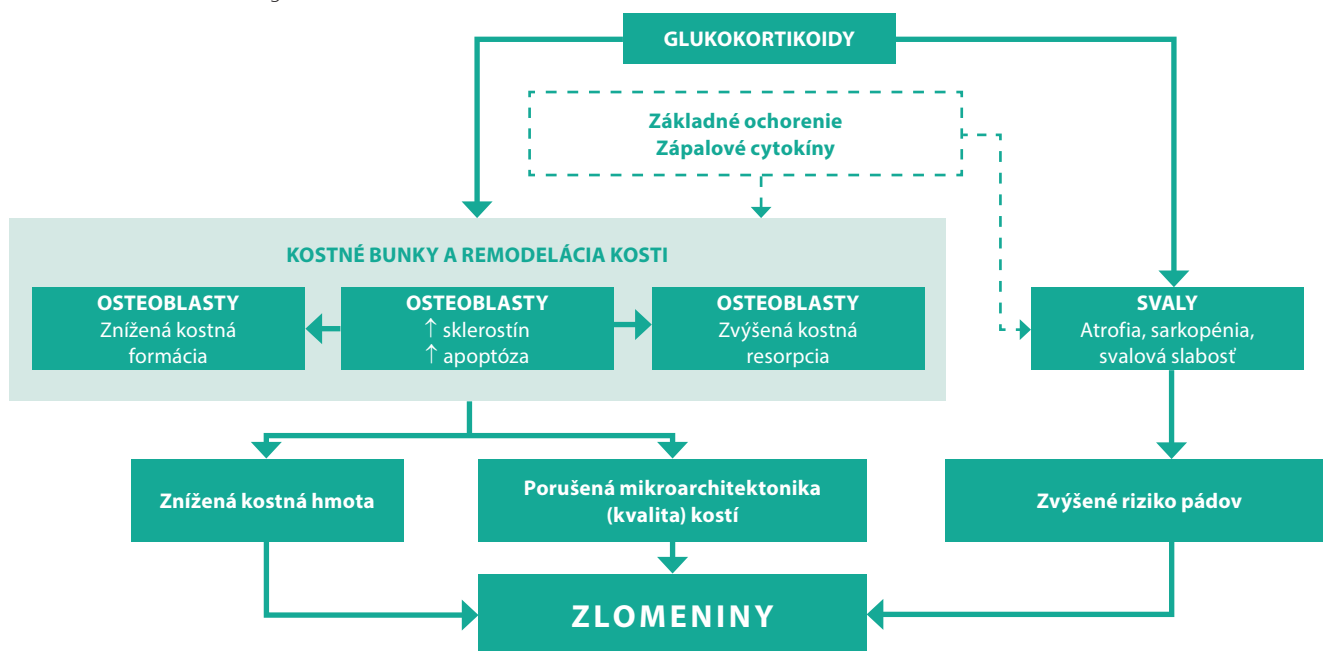 GLUKOKORTIKOIDY
Základné ochorenie
Zápalové cytokíny
KOSTNÉ BUNKY A REMODELÁCIA KOSTI
OSTEOBLASTY
Znížená kostná
formácia
OSTEOBLASTY
↑ sklerostín
↑ apoptóza
OSTEOBLASTY
Zvýšená kostná
resorpcia
SVALY
Atrofia, sarkopénia,
svalová slabosť
Znížená kostná hmota
Porušená mikroarchitektonika
(kvalita) kostí
Zvýšené riziko pádov
ZLOMENINY